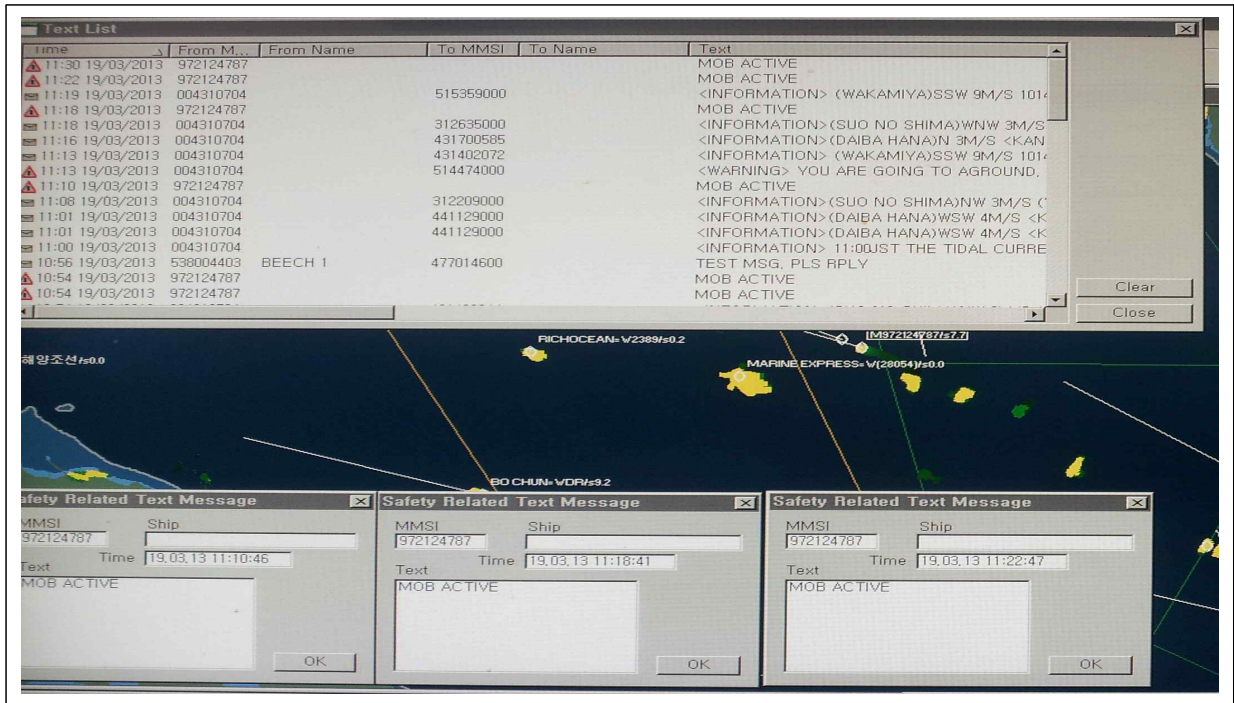 Text List
Time From M... From Name To MMSI To Name Text
11:30 19/03/2013 972124787 MOB ACTIVE
11:22 19/03/2013 972124787 MOB ACTIVE
11:19 19/03/2013 004310704 515359000 <INFORMATION> (WAKAMIYA)SSW 9M/S 1014
11:18 19/03/2013 972124787 MOB ACTIVE
11:18 19/03/2013 004310704 312635000 <INFORMATION>(SUO NO SHIMA)WNW 3M/S
11:16 19/03/2013 004310704 431700585 <INFORMATION>(DAIBA HANA)N 3M/S <KAN
11:13 19/03/2013 004310704 431402072 <INFORMATION> (WAKAMIYA)SSW 9M/S 1014
11:13 19/03/2013 004310704 514474000 <WARNING> YOU ARE GOING TO AGROUND,
11:10 19/03/2013 972124787 MOB ACTIVE
11:08 19/03/2013 004310704 312209000 <INFORMATION>(SUO NO SHIMA)NW 3M/S (
11:01 19/03/2013 004310704 441129000 <INFORMATION>(DAIBA HANA)WSW 4M/S <K
11:01 19/03/2013 004310704 441129000 <INFORMATION>(DAIBA HANA)WSW 4M/S <K
11:00 19/03/2013 004310704 <INFORMATION> 11:00JST THE TIDAL CURRE
10:56 19/03/2013 538004403 BEECH 1 477014600 TEST MSG, PLS RPLY
10:54 19/03/2013 972124787 MOB ACTIVE
10:54 19/03/2013 972124787 MOB ACTIVE
Clear
Close
RICHOCEAN= W2389/s0.2
[M972124787/s7.7]
해양조선/s0.0
MARINE EXPRESS= W(28054)/s0.0
BO CHUN= VDR/s9.2
afety Related Text Message
MMSI Ship
972124787
Time 19,03,13 11:10:46
Text
MOB ACTIVE
OK
Safety Related Text Message
MMSI Ship
972124787
Time 19,03,13 11:18:41
Text
MOB ACTIVE
OK
Safety Related Text Message
MMSI Ship
972124787
Time 19,03,13 11:22:47
Text
MOB ACTIVE
OK